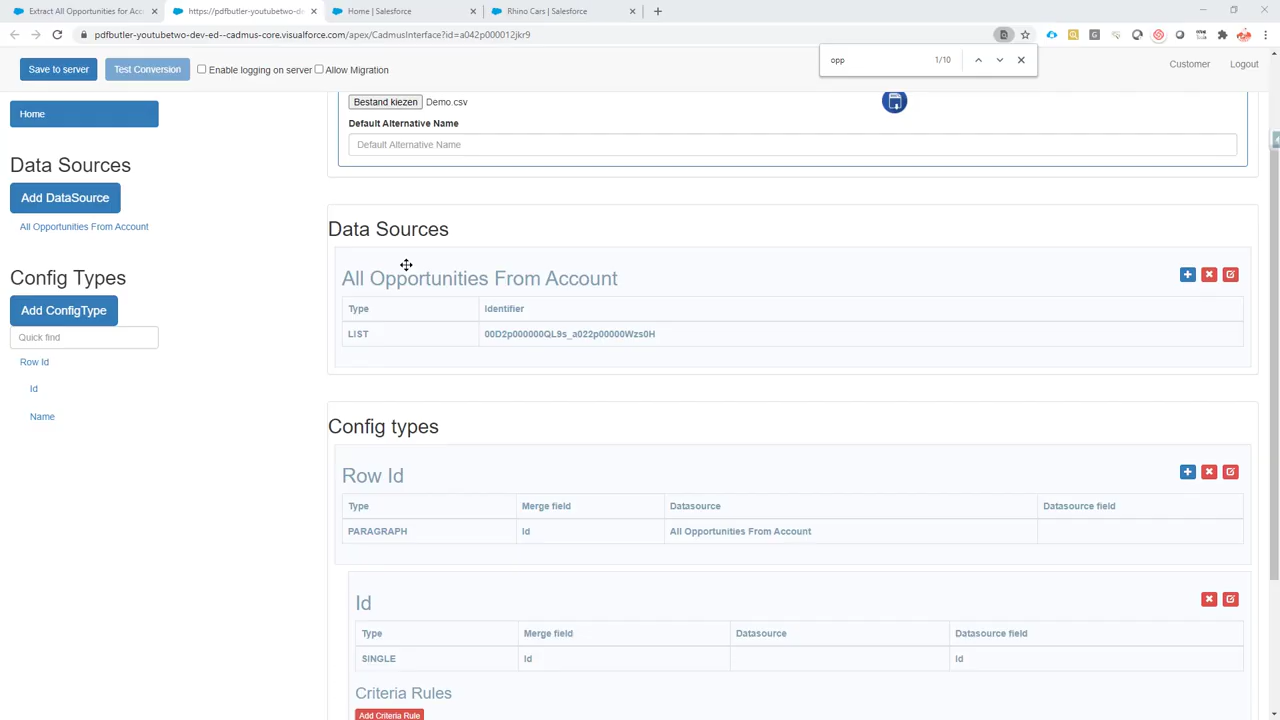 Extract All Opportunities for Acc
https://pdfbutler-youtubetwo-de
Home | Salesforce
Rhino Cars | Salesforce
pdfbutler-youtubetwo-dev-ed--cadmus-core.visualforce.com/apex/CadmusInterface?id=a042p000012jkr9
opp
1/10
Save to server
Test Conversion
Enable logging on server
Allow Migration
Customer
Logout
Home
Data Sources
Add DataSource
All Opportunities From Account
Config Types
Add ConfigType
Quick find
Row Id
Id
Name
Bestand kiezen Demo.csv
Default Alternative Name
Default Alternative Name
Data Sources
All Opportunities From Account
Type Identifier
LIST 00D2p000000QL9s_a022p00000Wzs0H
Config types
Row Id
Type Merge field Datasource Datasource field
PARAGRAPH Id All Opportunities From Account
Id
Type Merge field Datasource Datasource field
SINGLE Id Id
Criteria Rules
Add Criteria Rule